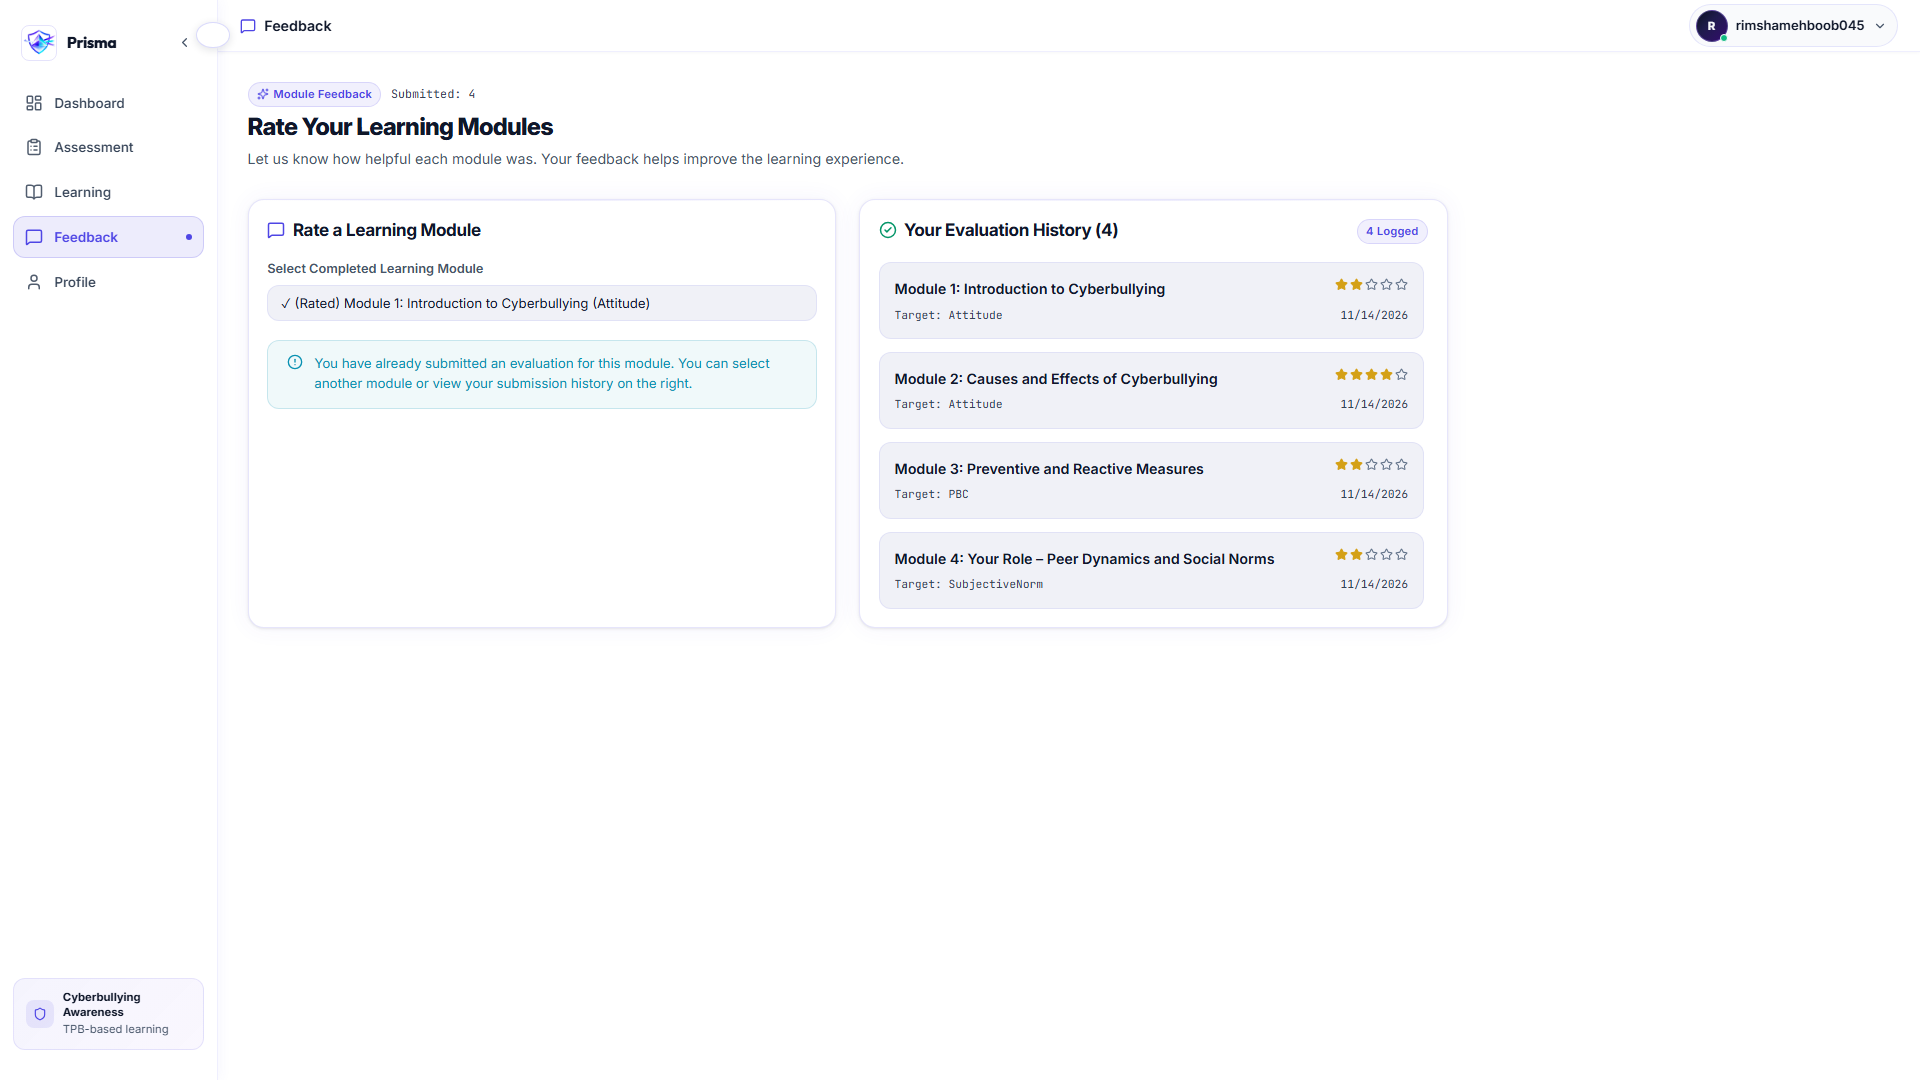 Prisma
Dashboard
Assessment
Learning
Feedback
Profile
Cyberbullying
Awareness
TPB-based learning
Feedback
R
rimshamehboob045
Module Feedback
Submitted: 4
Rate Your Learning Modules
Let us know how helpful each module was. Your feedback helps improve the learning experience.
Rate a Learning Module
Select Completed Learning Module
✓ (Rated) Module 1: Introduction to Cyberbullying (Attitude)
You have already submitted an evaluation for this module. You can select
another module or view your submission history on the right.
Your Evaluation History (4)
4 Logged
Module 1: Introduction to Cyberbullying
Target: Attitude
11/14/2026
Module 2: Causes and Effects of Cyberbullying
Target: Attitude
11/14/2026
Module 3: Preventive and Reactive Measures
Target: PBC
11/14/2026
Module 4: Your Role – Peer Dynamics and Social Norms
Target: SubjectiveNorm
11/14/2026